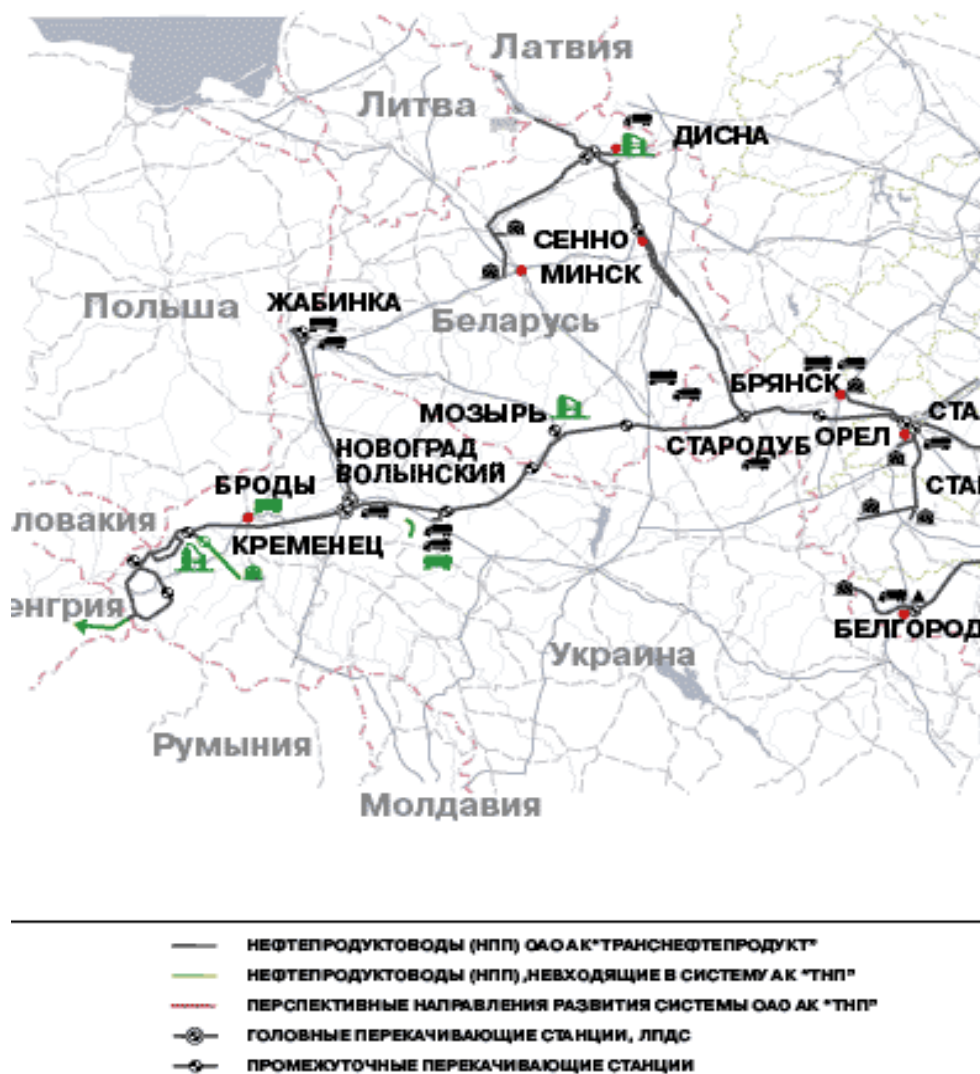 Латвия
Литва
ДИСНА
СЕННО
МИНСК
Польша
ЖАБИНКА
Беларусь
БРЯНСК
МОЗЫРЬ
СТА
НОВОГРАД
ВОЛЫНСКИЙ
СТАРОДУБ
ОРЕЛ
БРОДЫ
СТАР
ловакия
КРЕМЕНЕЦ
енгрия
БЕЛГОРОД
Украина
Румыния
Молдавия
НЕФТЕПРОДУКТОВОДЫ (НПП) ОАО АК "ТРАНСНЕФТЕПРОДУКТ"
НЕФТЕПРОДУКТОВОДЫ (НПП) ,НЕВХОДЯЩИЕ В СИСТЕМУ АК "ТНП"
ПЕРСПЕКТИВНЫЕ НАПРАВЛЕНИЯ РАЗВИТИЯ СИСТЕМЫ ОАО АК "ТНП"
ГОЛОВНЫЕ ПЕРЕКАЧИВАЮЩИЕ СТАНЦИИ, ЛПДС
ПРОМЕЖУТОЧНЫЕ ПЕРЕКАЧИВАЮЩИЕ СТАНЦИИ